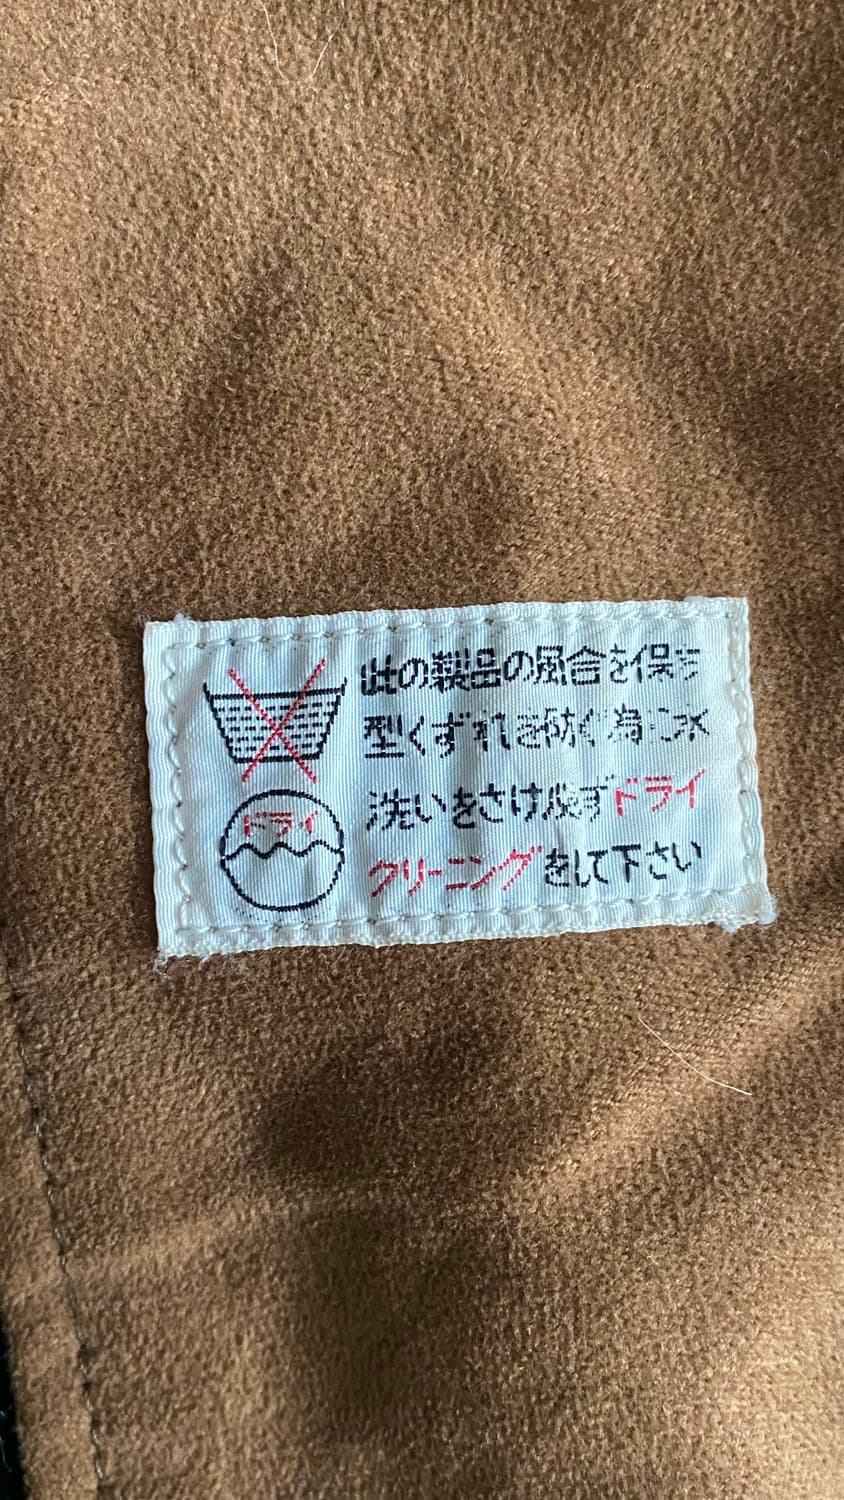 此の製品の風合を保ち
型くずれを防ぐ為に水
洗いをさけ必ずドライ
クリーニングをして下さい
ドライ